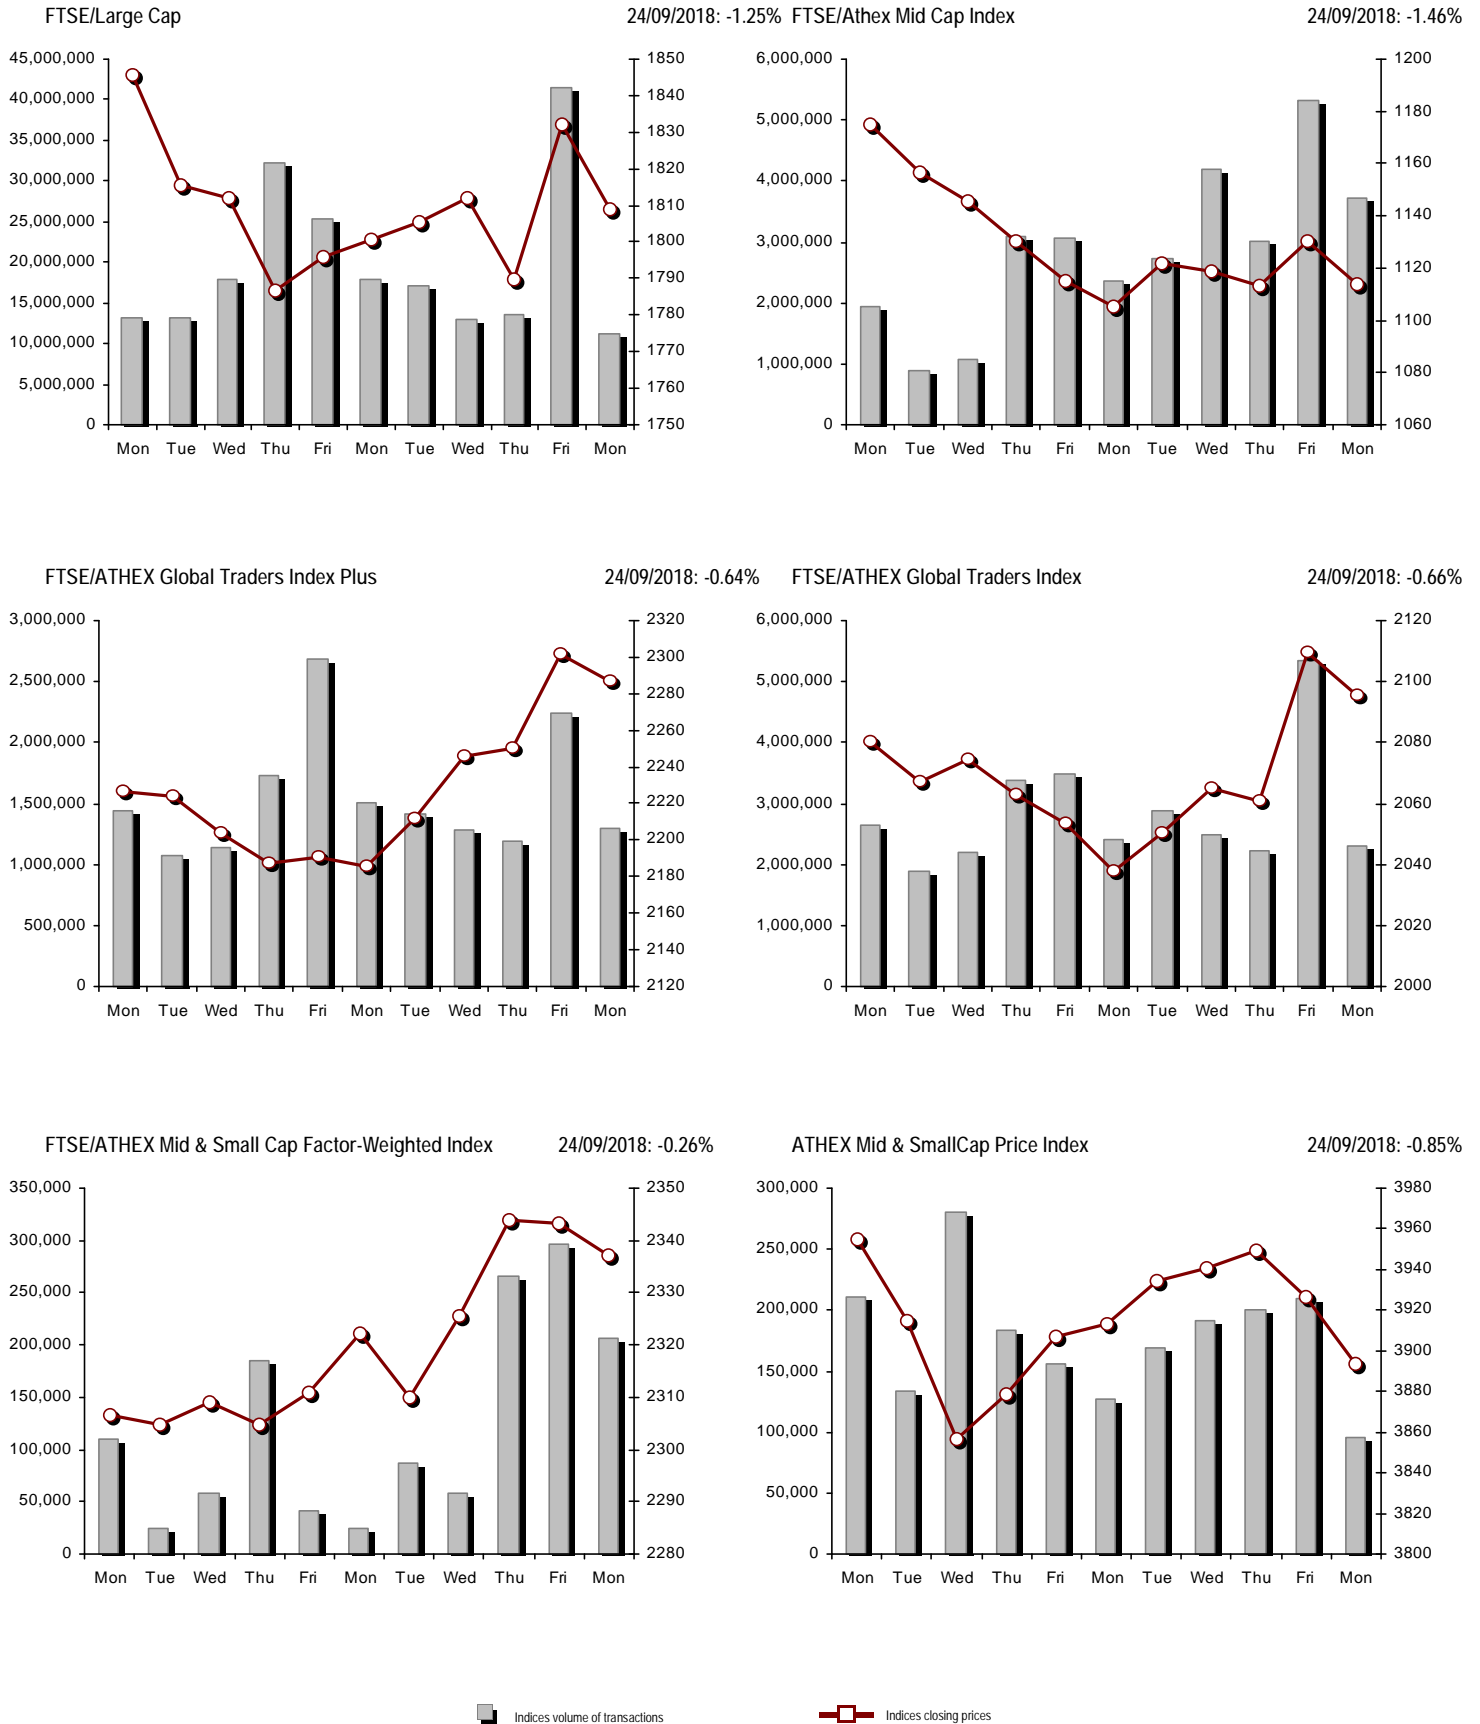 FTSE/Large Cap 24/09/2018: -1.25% FTSE/Athex Mid Cap Index 24/09/2018: -1.46%
45,000,000 1850 6,000,000 1200
40,000,000 1840 5,000,000 1180
35,000,000 1830 4,000,000 1160
30,000,000 1820 3,000,000 1140
25,000,000 1810 2,000,000 1120
20,000,000 1800 1,000,000 1100
15,000,000 1790 0 1080
10,000,000 1780 1060
5,000,000 1770
0 1760
1750
Mon Tue Wed Thu Fri Mon Tue Wed Thu Fri Mon Mon Tue Wed Thu Fri Mon Tue Wed Thu Fri Mon
FTSE/ATHEX Global Traders Index Plus 24/09/2018: -0.64% FTSE/ATHEX Global Traders Index 24/09/2018: -0.66%
3,000,000 2320 6,000,000 2120
2,500,000 2300 5,000,000 2100
2,000,000 2280 4,000,000 2080
1,500,000 2260 3,000,000 2060
1,000,000 2240 2,000,000 2040
500,000 2220 1,000,000 2020
0 2200 0 2000
2180
2160
2140
2120
Mon Tue Wed Thu Fri Mon Tue Wed Thu Fri Mon Mon Tue Wed Thu Fri Mon Tue Wed Thu Fri Mon
FTSE/ATHEX Mid & Small Cap Factor-Weighted Index 24/09/2018: -0.26% ATHEX Mid & SmallCap Price Index 24/09/2018: -0.85%
350,000 2350 300,000 3980
300,000 2340 250,000 3960
250,000 2330 200,000 3940
200,000 2320 150,000 3920
150,000 2310 100,000 3900
100,000 2300 50,000 3880
50,000 2290 0 3860
0 2280 3840
3820
3800
Mon Tue Wed Thu Fri Mon Tue Wed Thu Fri Mon Mon Tue Wed Thu Fri Mon Tue Wed Thu Fri Mon
Indices volume of transactions Indices closing prices